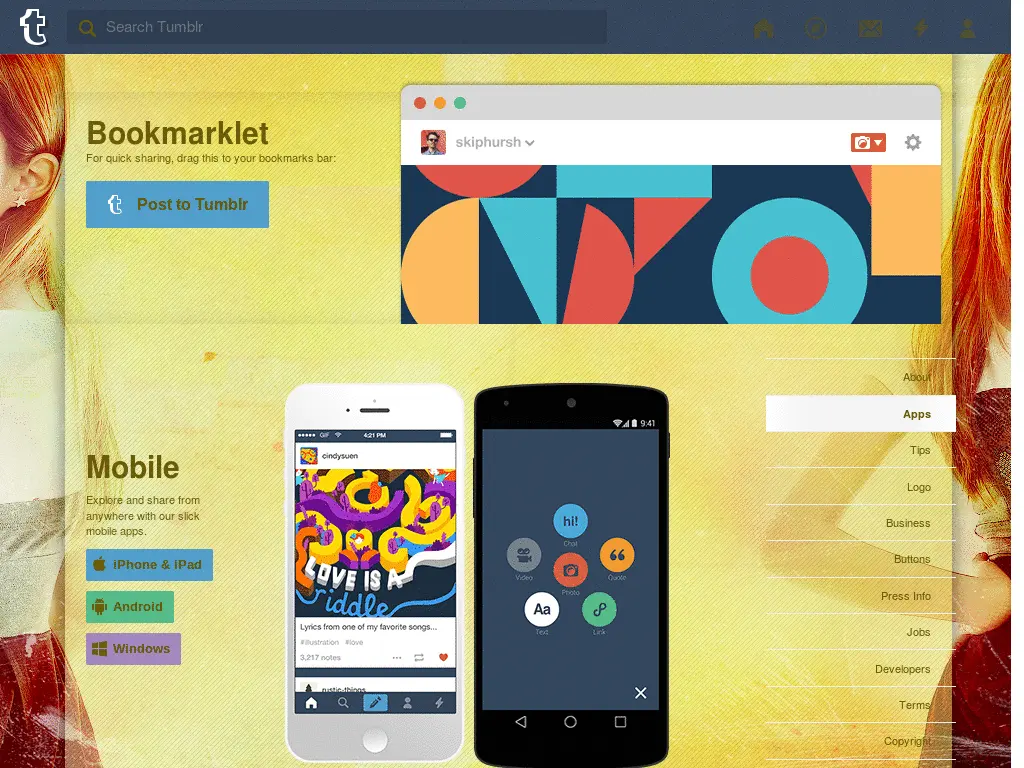 t Search Tumblr
Bookmarklet
For quick sharing, drag this to your bookmarks bar:
t Post to Tumblr
skiphursh
About
Apps
Tips
Logo
Business
Buttons
Press Info
Jobs
Developers
Terms
Copyright
Mobile
Explore and share from
anywhere with our slick
mobile apps.
iPhone & iPad
Android
Windows
GIF 4:21 PM
cindysuen
LOVE IS A
riddle
Lyrics from one of my favorite songs...
#illustration #love
3,217 notes
rustic-things
9:41
hi!
Chat
Video
Quote
Photo
Aa
Text
Link